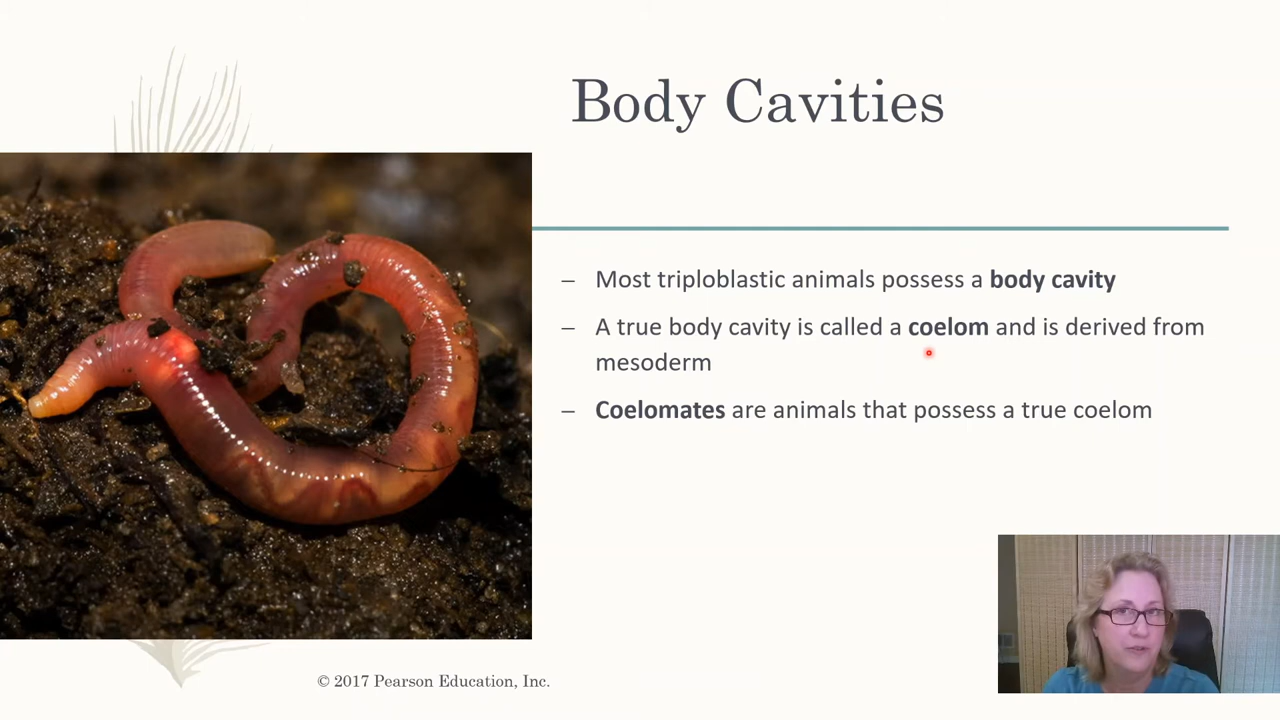 Body Cavities
– Most triploblastic animals possess a body cavity
– A true body cavity is called a coelom and is derived from
mesoderm
– Coelomates are animals that possess a true coelom
© 2017 Pearson Education, Inc.